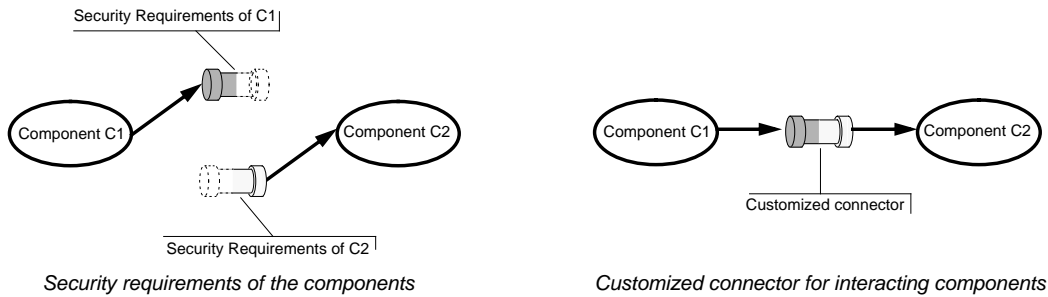 Security Requirements of C1
Component C1
Component C2
Security Requirements of C2
Security requirements of the components
Component C1
Component C2
Customized connector
Customized connector for interacting components